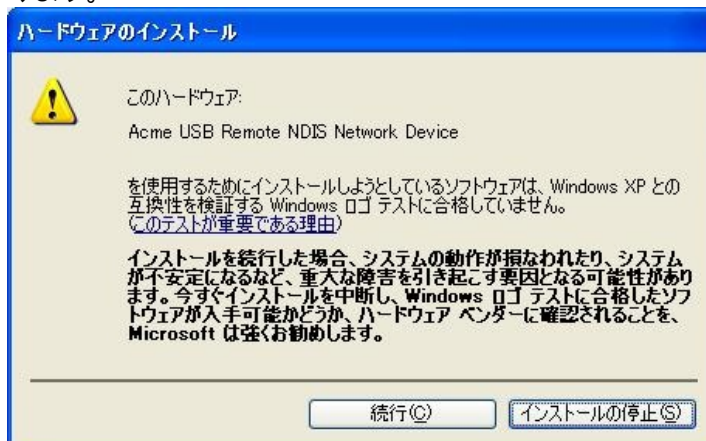 ハードウェアのインストール
このハードウェア:
Acme USB Remote NDIS Network Device
を使用するためにインストールしようとしているソフトウェアは、Windows XP との
互換性を検証する Windows ロゴ テストに合格していません。
(このテストが重要である理由)
インストールを続行した場合、システムの動作が損なわれたり、システム
が不安定になるなど、重大な障害を引き起こす要因となる可能性があり
ます。今すぐインストールを中断し、Windows ロゴ テストに合格したソフ
トウェアが入手可能かどうか、ハードウェア ベンダーに確認されることを、
Microsoft は強くお勧めします。
続行(C)
インストールの停止(S)